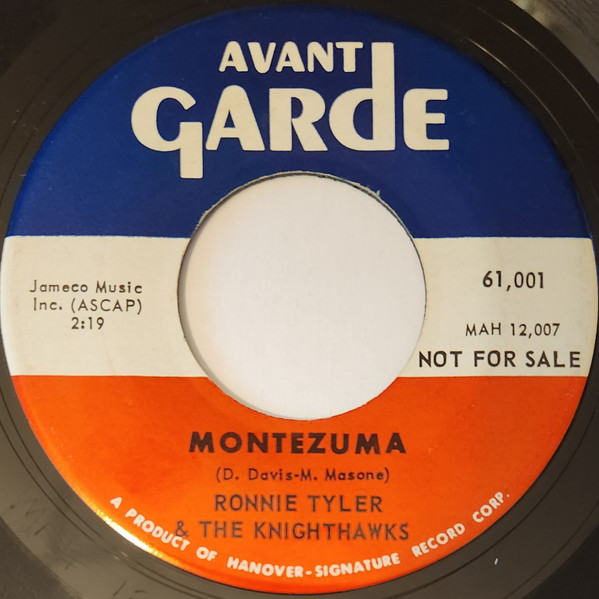 AVANT
GARdE
Jameco Music
Inc. (ASCAP)
2:19
61,001
MAH 12,007
NOT FOR SALE
MONTEZUMA
(D. Davis-M. Masone)
RONNIE TYLER
& THE KNIGHTHAWKS
A PRODUCT OF HANOVER-SIGNATURE RECORD CORP.